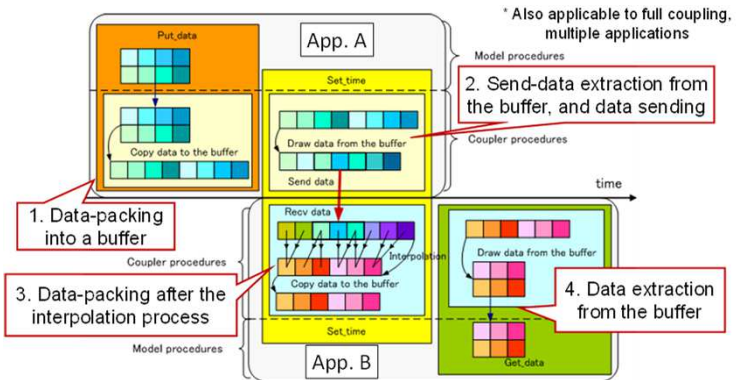 * Also applicable to full coupling,
multiple applications
Put_data
App. A
Model procedures
Set_time
2. Send-data extraction from
the buffer, and data sending
Copy data to the buffer
Draw data from the buffer
Coupler procedures
Send data
time
1. Data-packing
into a buffer
Recv data
Coupler procedures
Interpolation
Draw data from the buffer
3. Data-packing after the
interpolation process
Copy data to the buffer
4. Data extraction
from the buffer
Set_time
Model procedures
App. B
Get_data